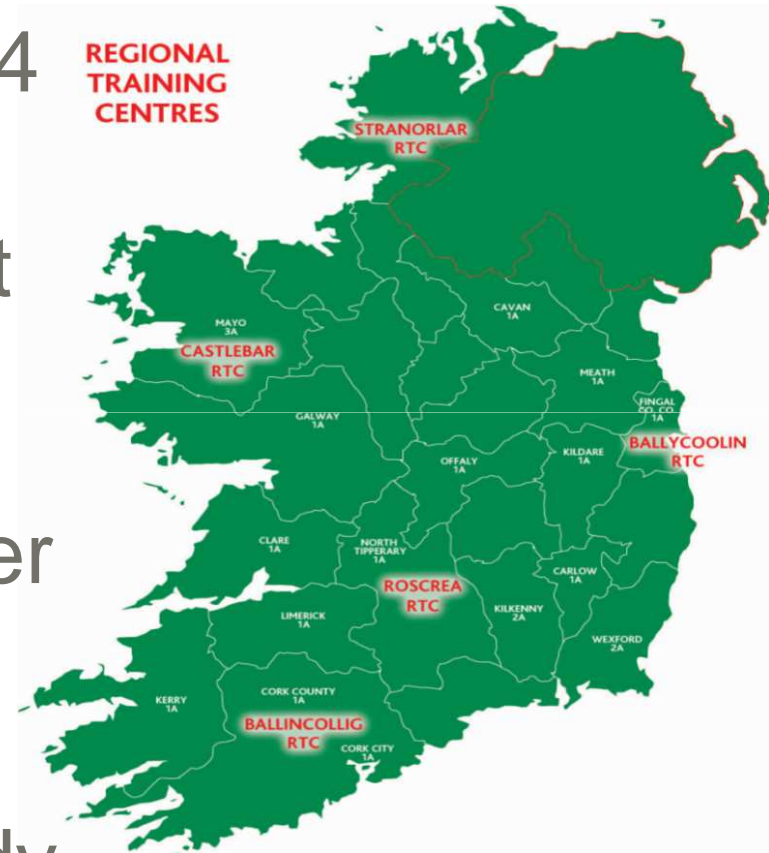 4
REGIONAL
TRAINING
CENTRES
STRANORLAR
RTC
t
CAVAN
1A
MAYO
3A
CASTLEBAR
RTC
MEATH
1A
FINGAL
CO. CO.
1A
GALWAY
1A
BALLYCOOLIN
RTC
OFFALY
1A
KILDARE
1A
er
CLARE
1A
NORTH
TIPPERARY
1A
CARLOW
1A
ROSCREA
RTC
KILKENNY
2A
LIMERICK
1A
WEXFORD
2A
KERRY
1A
CORK COUNTY
1A
BALLINCOLLIG
RTC
CORK CITY
1A